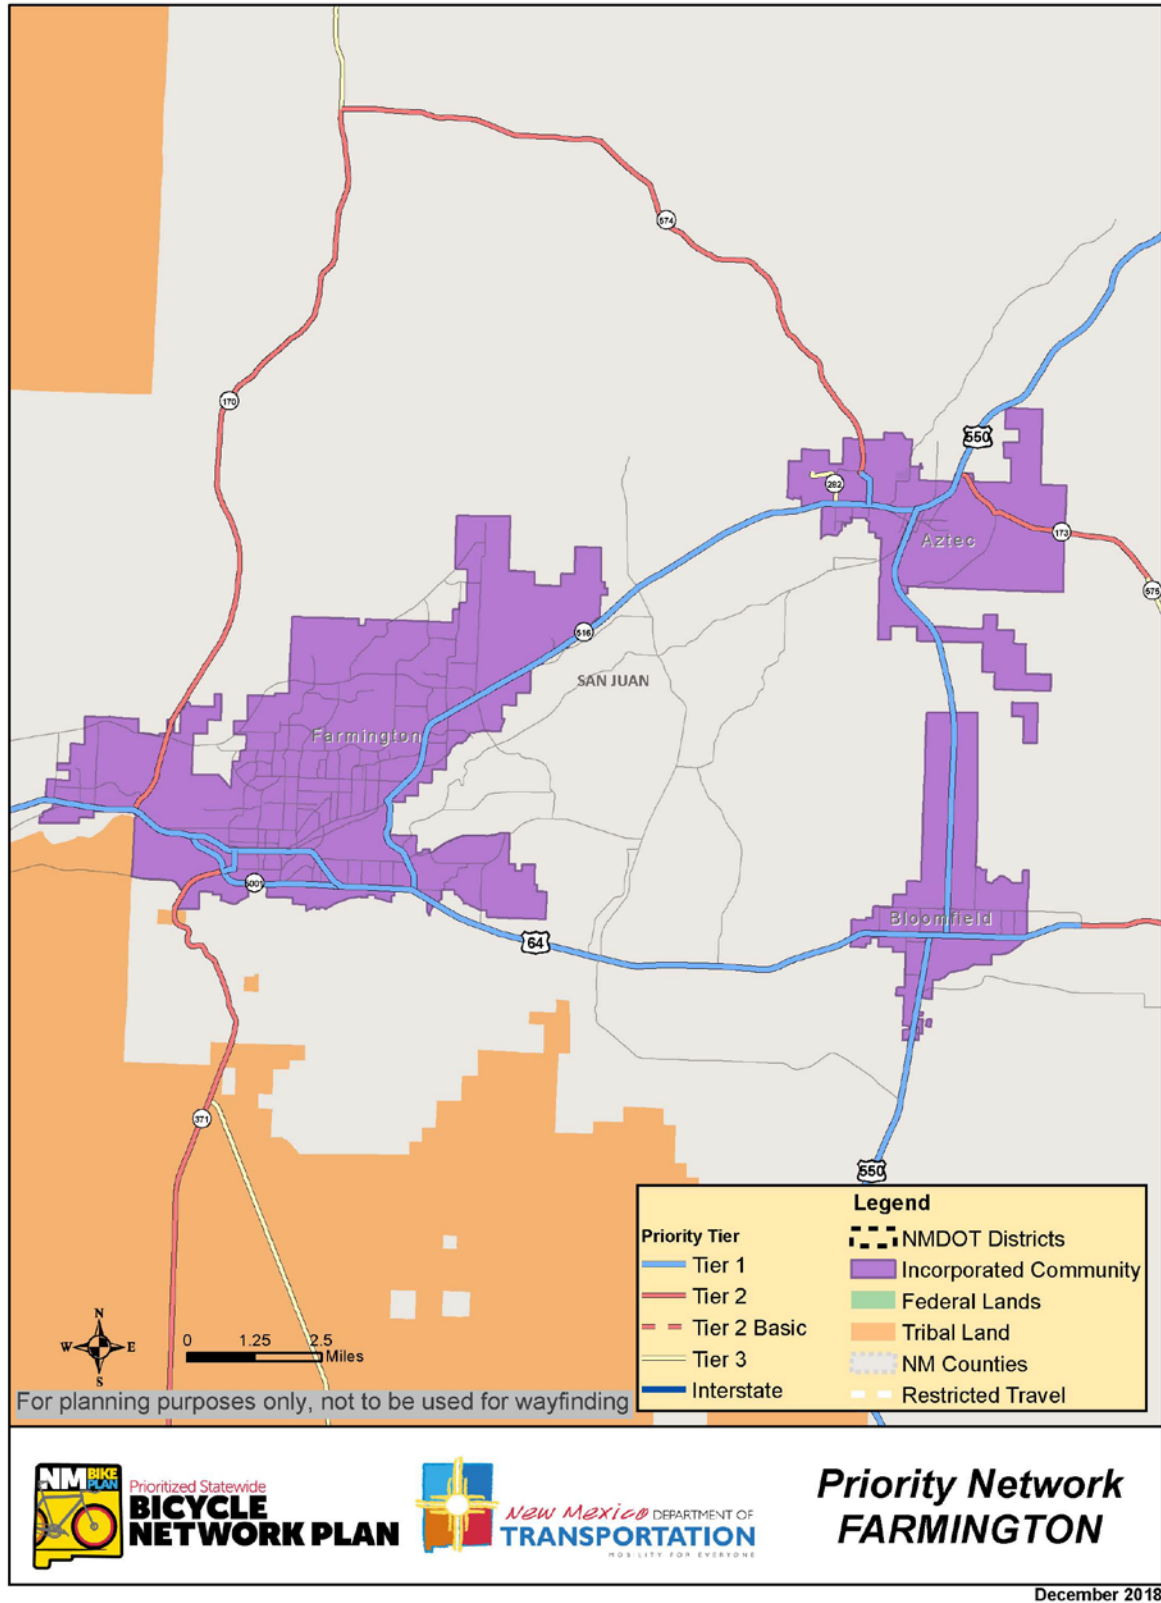 574
170
550
282
Aztec
173
575
516
SAN JUAN
Farmington
5001
Bloomfield
64
371
550
Legend
Priority Tier
Tier 1
Tier 2
Tier 2 Basic
Tier 3
Interstate
NMDOT Districts
Incorporated Community
Federal Lands
Tribal Land
NM Counties
Restricted Travel
N
W E
S
0 1.25 2.5
Miles
For planning purposes only, not to be used for wayfinding
NM BIKE
PLAN
Prioritized Statewide
BICYCLE
NETWORK PLAN
New Mexico DEPARTMENT OF
TRANSPORTATION
MOBILITY FOR EVERYONE
Priority Network
FARMINGTON
December 2018